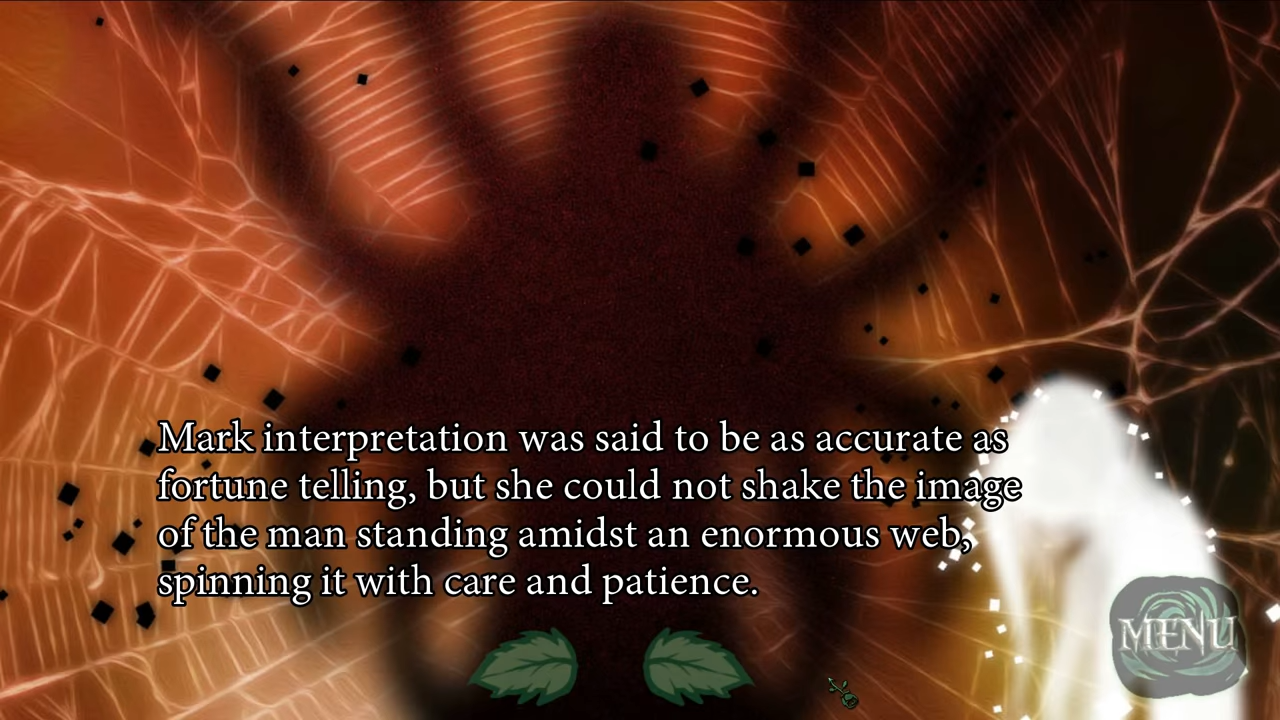 Mark interpretation was said to be as accurate as
fortune telling, but she could not shake the image
of the man standing amidst an enormous web,
spinning it with care and patience.
MENU